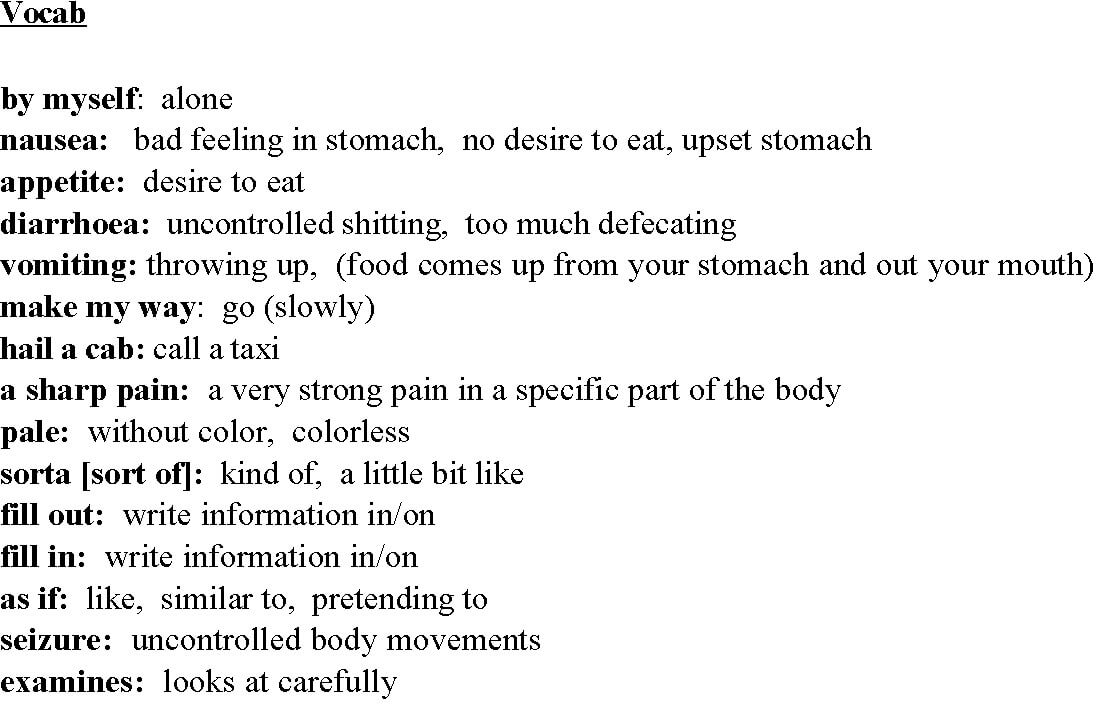 Vocab
by myself:  alone
nausea:  bad feeling in stomach,  no desire to eat, upset stomach
appetite:  desire to eat
diarrhoea:  uncontrolled shitting,  too much defecating
vomiting: throwing up,  (food comes up from your stomach and out your mouth)
make my way:  go (slowly)
hail a cab: call a taxi
a sharp pain:  a very strong pain in a specific part of the body
pale:  without color,  colorless
sorta [sort of]:  kind of,  a little bit like
fill out:  write information in/on
fill in:  write information in/on
as if:  like,  similar to,  pretending to
seizure:  uncontrolled body movements
examines:  looks at carefully